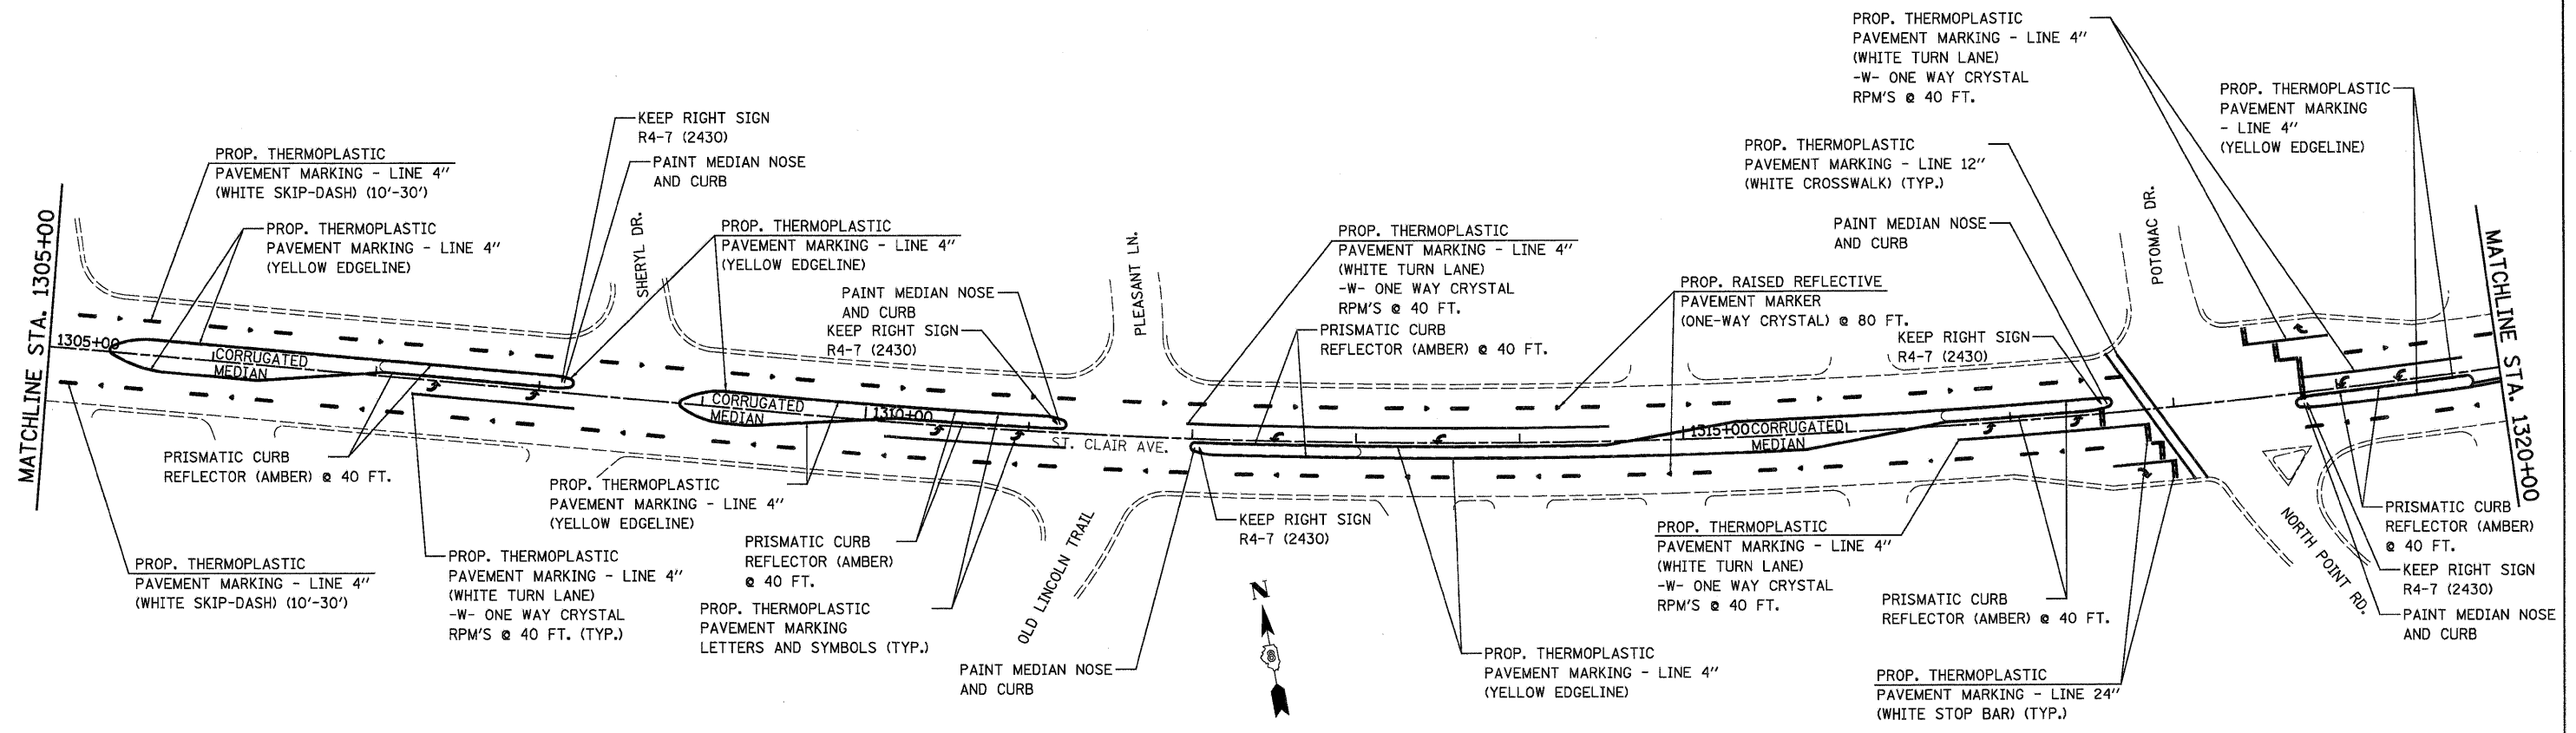 PROP. THERMOPLASTIC
PAVEMENT MARKING - LINE 4"
(WHITE TURN LANE)
-W- ONE WAY CRYSTAL
RPM'S @ 40 FT.
PROP. THERMOPLASTIC
PAVEMENT MARKING
- LINE 4"
(YELLOW EDGELINE)
KEEP RIGHT SIGN
R4-7 (2430)
PAINT MEDIAN NOSE
AND CURB
PROP. THERMOPLASTIC
PAVEMENT MARKING - LINE 4"
(WHITE SKIP-DASH) (10'-30')
PROP. THERMOPLASTIC
PAVEMENT MARKING - LINE 12"
(WHITE CROSSWALK) (TYP.)
PROP. THERMOPLASTIC
PAVEMENT MARKING - LINE 4"
(YELLOW EDGELINE)
SHERYL DR.
PROP. THERMOPLASTIC
PAVEMENT MARKING - LINE 4"
(YELLOW EDGELINE)
PAINT MEDIAN NOSE
AND CURB
KEEP RIGHT SIGN
R4-7 (2430)
PLEASANT LN.
PROP. THERMOPLASTIC
PAVEMENT MARKING - LINE 4"
(WHITE TURN LANE)
-W- ONE WAY CRYSTAL
RPM'S @ 40 FT.
PRISMATIC CURB
REFLECTOR (AMBER) @ 40 FT.
PROP. RAISED REFLECTIVE
PAVEMENT MARKER
(ONE-WAY CRYSTAL) @ 80 FT.
PAINT MEDIAN NOSE
AND CURB
KEEP RIGHT SIGN
R4-7 (2430)
POTOMAC DR.
MATCHLINE STA. 1305+00
1305+00
CORRUGATED
MEDIAN
CORRUGATED
MEDIAN
1310+00
ST. CLAIR AVE.
1315+00
CORRUGATED
MEDIAN
MATCHLINE STA. 1320+00
PRISMATIC CURB
REFLECTOR (AMBER) @ 40 FT.
PROP. THERMOPLASTIC
PAVEMENT MARKING - LINE 4"
(WHITE SKIP-DASH) (10'-30')
PROP. THERMOPLASTIC
PAVEMENT MARKING - LINE 4"
(WHITE TURN LANE)
-W- ONE WAY CRYSTAL
RPM'S @ 40 FT. (TYP.)
PROP. THERMOPLASTIC
PAVEMENT MARKING - LINE 4"
(YELLOW EDGELINE)
PRISMATIC CURB
REFLECTOR (AMBER)
@ 40 FT.
PROP. THERMOPLASTIC
PAVEMENT MARKING
LETTERS AND SYMBOLS (TYP.)
OLD LINCOLN TRAIL
PAINT MEDIAN NOSE
AND CURB
KEEP RIGHT SIGN
R4-7 (2430)
N
8
PROP. THERMOPLASTIC
PAVEMENT MARKING - LINE 4"
(YELLOW EDGELINE)
PROP. THERMOPLASTIC
PAVEMENT MARKING - LINE 4"
(WHITE TURN LANE)
-W- ONE WAY CRYSTAL
RPM'S @ 40 FT.
PRISMATIC CURB
REFLECTOR (AMBER) @ 40 FT.
PROP. THERMOPLASTIC
PAVEMENT MARKING - LINE 24"
(WHITE STOP BAR) (TYP.)
NORTH POINT RD.
PRISMATIC CURB
REFLECTOR (AMBER)
@ 40 FT.
KEEP RIGHT SIGN
R4-7 (2430)
PAINT MEDIAN NOSE
AND CURB